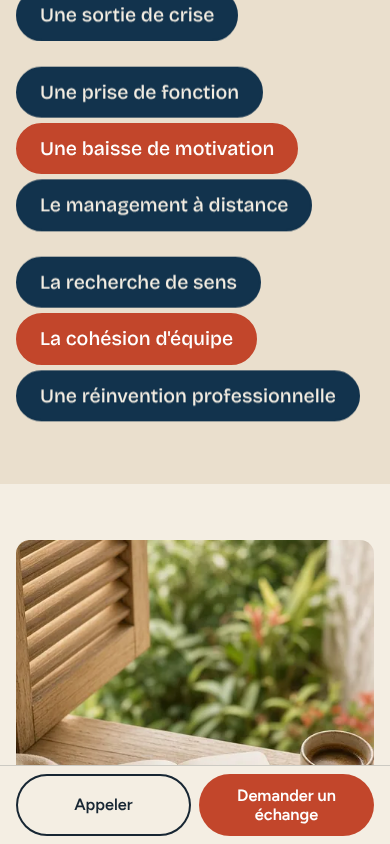 Une sortie de crise
Une prise de fonction
Une baisse de motivation
Le management à distance
La recherche de sens
La cohésion d'équipe
Une réinvention professionnelle
Appeler
Demander un
échange